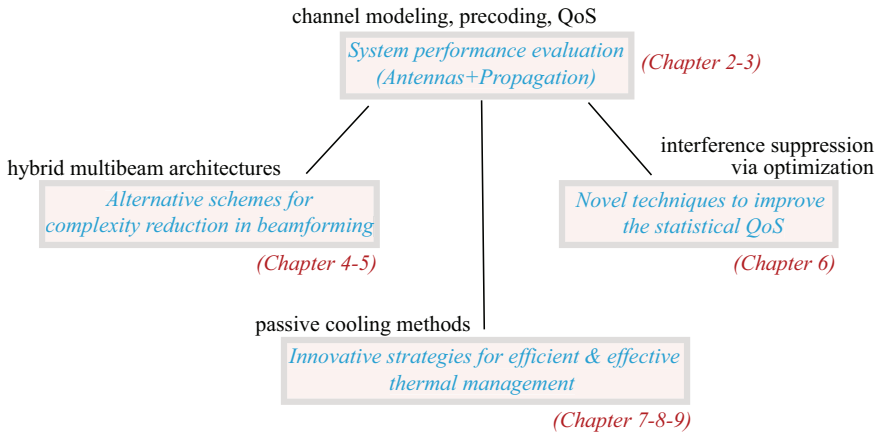 channel modeling, precoding, QoS
System performance evaluation
(Antennas+Propagation)
(Chapter 2-3)
hybrid multibeam architectures
Alternative schemes for
complexity reduction in beamforming
(Chapter 4-5)
interference suppression
via optimization
Novel techniques to improve
the statistical QoS
(Chapter 6)
passive cooling methods
Innovative strategies for efficient & effective
thermal management
(Chapter 7-8-9)